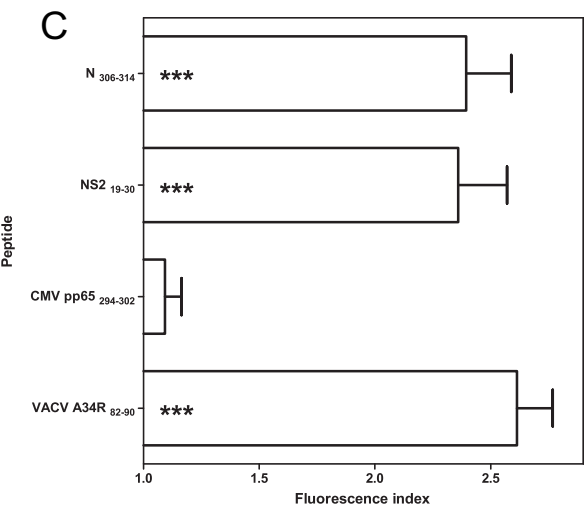 C
N 306-314
***
NS2 19-30
***
CMV pp65 294-302
VACV A34R 82-90
***
Peptide
1.0 1.5 2.0 2.5
Fluorescence index